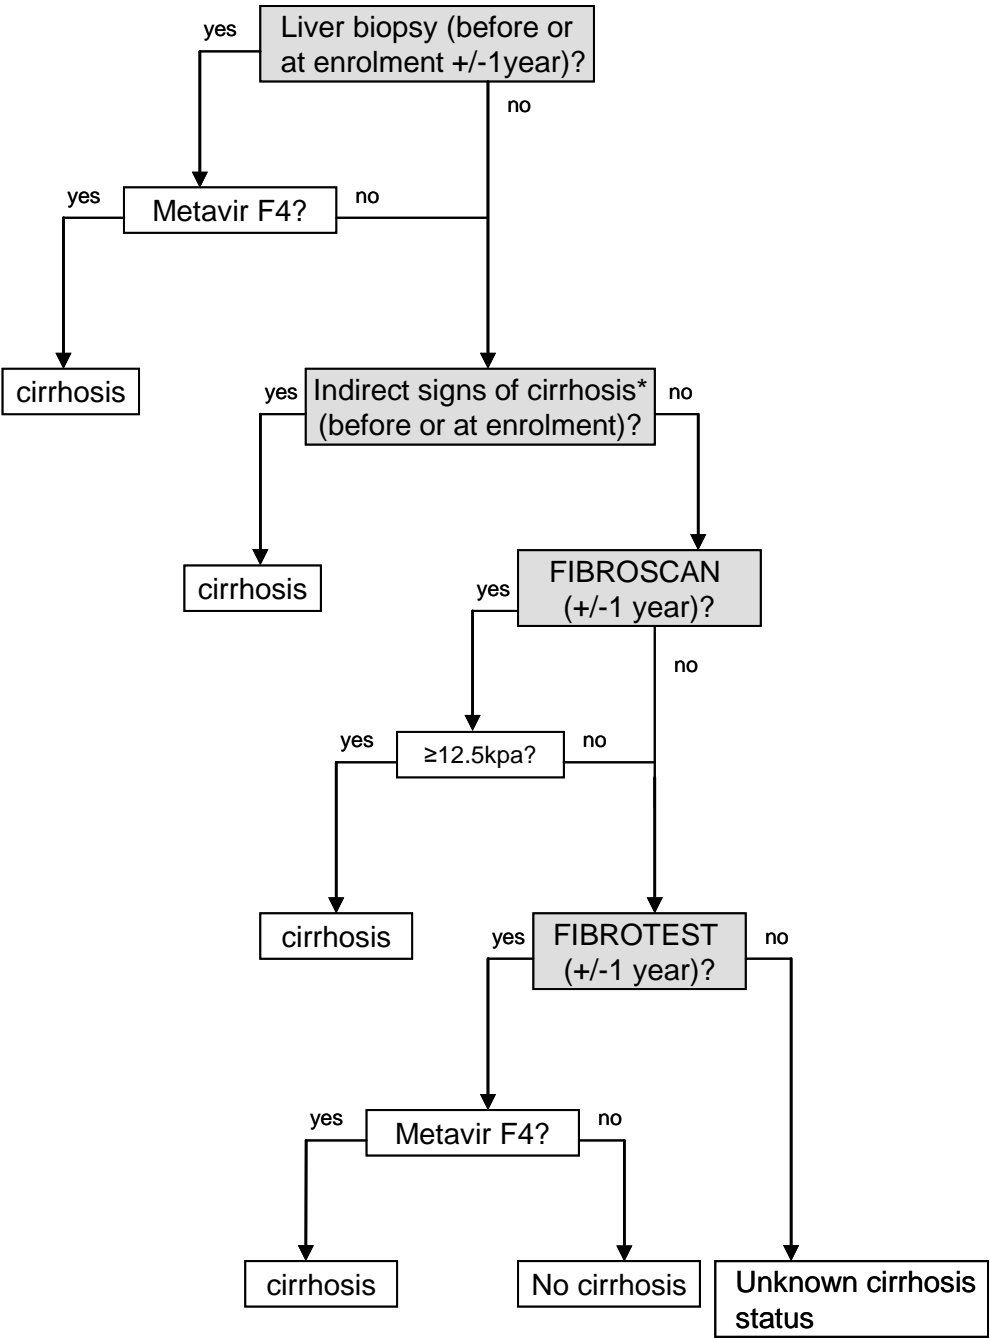 yes
Liver biopsy (before or
at enrolment +/-1year)?
no
yes
Metavir F4?
no
cirrhosis
yes
Indirect signs of cirrhosis*
(before or at enrolment)?
no
cirrhosis
yes
FIBROSCAN
(+/-1 year)?
no
yes
≥12.5kpa?
no
cirrhosis
yes
FIBROTEST
(+/-1 year)?
no
yes
Metavir F4?
no
cirrhosis
No cirrhosis
Unknown cirrhosis
status